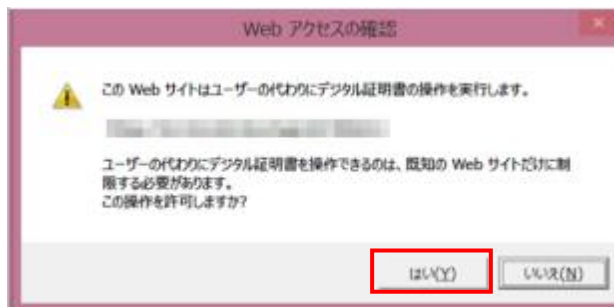 Web アクセスの確認
この Web サイトはユーザーの代わりにデジタル証明書の操作を実行します。
ユーザーの代わりにデジタル証明書を操作できるのは、既知の Web サイトだけに制
限する必要があります。
この操作を許可しますか?
はい(Y)
いいえ(N)